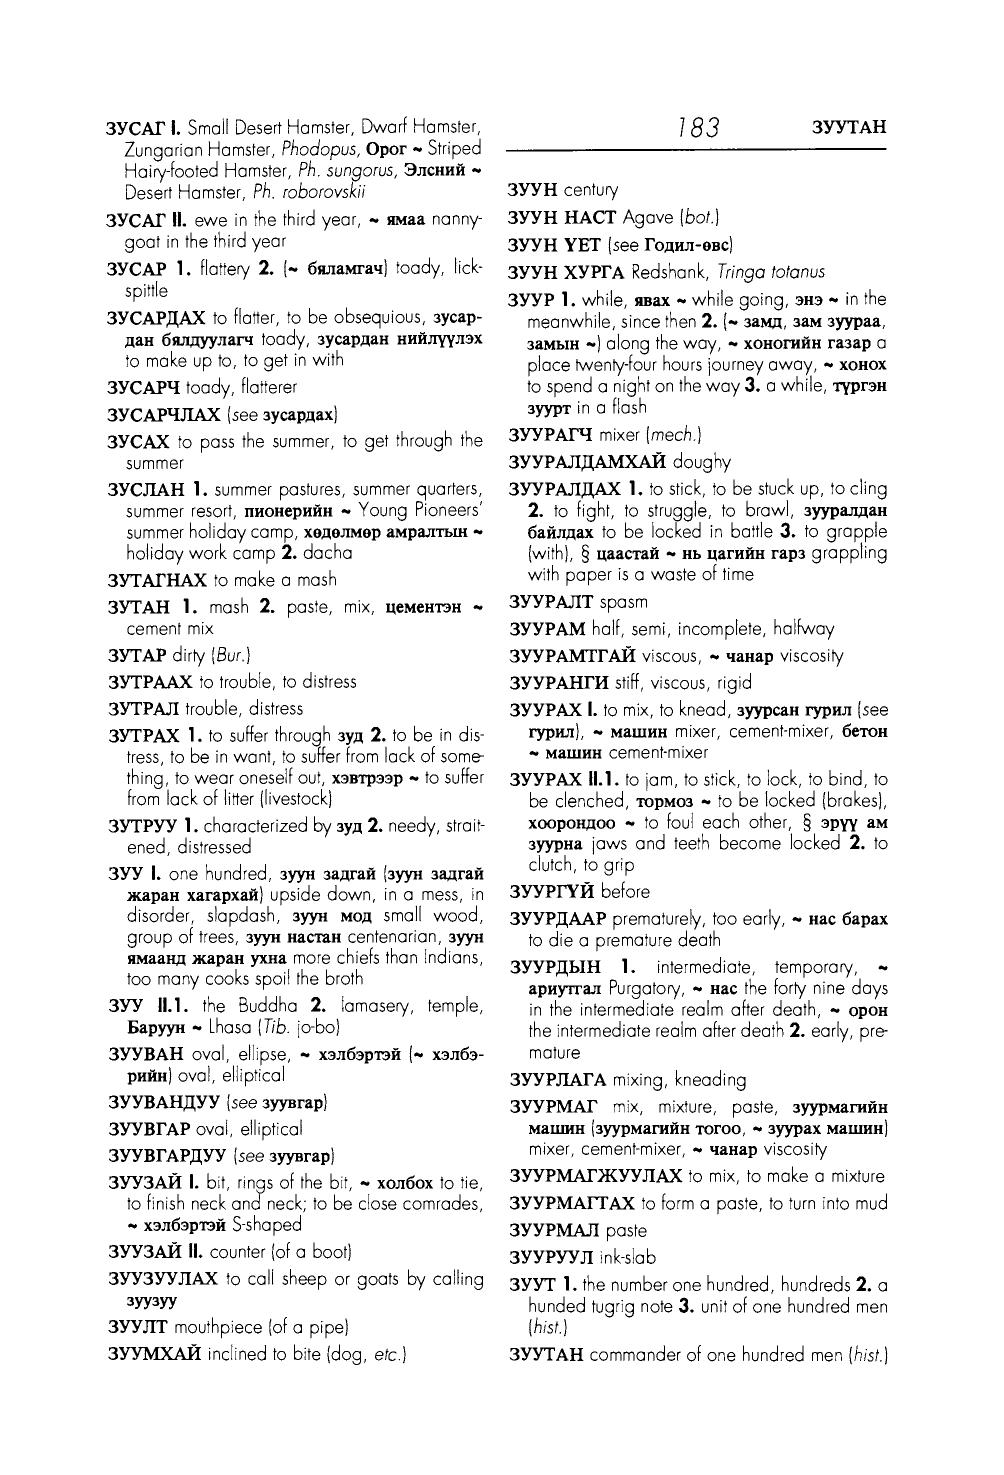 ЗУСАГ I. Small Desert Hamster, Dwarf Hamster,
Zungarian Hamster, Phodopus, Орог ~ Striped
Hairy-footed Hamster, Ph. sungorus, Элсний ~
Desert Hamster, Ph. roborovskii
ЗУСАГ II. ewe in the third year, ~ ямаа nanny-
goat in the third year
ЗУСАР 1. flattery 2. (~ бяламгач) toady, lick-
spittle
ЗУСАРДАХ to flatter, to be obsequious, зусар-
дан бялдуулагч toady, зусардан нийлүүлэх
to make up to, to get in with
ЗУСАРЧ toady, flatterer
ЗУСАРЧЛАХ (see зусардах)
ЗУСАХ to pass the summer, to get through the
summer
ЗУСЛАН 1. summer pastures, summer quarters,
summer resort, пионерийн ~ Young Pioneers'
summer holiday camp, хөдөлмөр амралтын ~
holiday work camp 2. dacha
ЗУТАГНАХ to make a mash
ЗУТАН 1. mash 2. paste, mix, цементэн ~
cement mix
ЗУТАР dirty (Bur.)
ЗУТРААХ to trouble, to distress
ЗУТРАЛ trouble, distress
ЗУТРАХ 1. to suffer through зуд 2. to be in dis-
tress, to be in want, to suffer from lack of some-
thing, to wear oneself out, хэвтрээр ~ to suffer
from lack of litter (livestock)
ЗУТРУУ 1. characterized by зуд 2. needy, strait-
ened, distressed
ЗУУ I. one hundred, зуун задгай (зуун задгай
жаран хагархай) upside down, in a mess, in
disorder, slapdash, зуун мод small wood,
group of trees, зуун настан centenarian, зуун
ямаанд жаран ухна more chiefs than Indians,
too many cooks spoil the broth
ЗУУ II.1. the Buddha 2. lamasery, temple,
Баруун ~ Lhasa (Tib. jo-bo)
ЗУУВАН oval, ellipse, ~ хэлбэртэй (~ хэлбэ-
рийн) oval, elliptical
ЗУУВАНДУУ (see зуувгар)
ЗУУВГАР oval, elliptical
ЗУУВГАРДУУ (see зуувгар)
ЗУУЗАЙ I. bit, rings of the bit, ~ холбох to tie,
to finish neck and neck; to be close comrades,
~ хэлбэртэй S-shaped
ЗУУЗАЙ II. counter (of a boot)
ЗУУЗУУЛАХ to call sheep or goats by calling
зуузуу
ЗУУЛТ mouthpiece (of a pipe)
ЗУУМХАЙ inclined to bite (dog, etc.)
183 ЗУУТАН
ЗУУН century
ЗУУН НАСТ Agave (bot.)
ЗУУН ҮЕТ (see Годил-өвс)
ЗУУН ХУРГА Redshank, Tringa totanus
ЗУУР 1. while, явах ~ while going, энэ ~ in the
meanwhile, since then 2. (~ замд, зам зуураа,
замын ~) along the way, ~ хоногийн газар a
place twenty-four hours journey away, ~ хонох
to spend a night on the way 3. a while, түргэн
зуурт in a flash
ЗУУРАГЧ mixer (mech.)
ЗУУРАЛДАМХАЙ doughy
ЗУУРАЛДАХ 1. to stick, to be stuck up, to cling
2. to fight, to struggle, to brawl, зууралдан
байлдах to be locked in battle 3. to grapple
(with), § цаастай ~ нь цагийн гарз grappling
with paper is a waste of time
ЗУУРАЛТ spasm
ЗУУРАМ half, semi, incomplete, halfway
ЗУУРАМТГАЙ viscous, ~ чанар viscosity
ЗУУРАНГИ stiff, viscous, rigid
ЗУУРАХ I. to mix, to knead, зуурсан гурил (see
гурил), ~ машин mixer, cement-mixer, бетон
~ машин cement-mixer
ЗУУРАХ II.1. to jam, to stick, to lock, to bind, to
be clenched, тормоз ~ to be locked (brakes),
хоорондоо ~ to foul each other, § эрүү ам
зуурна jaws and teeth become locked 2. to
clutch, to grip
ЗУУРГҮЙ before
ЗУУРДААР prematurely, too early, ~ нас барах
to die a premature death
ЗУУРДЫН 1. intermediate, temporary, ~
ариутгал Purgatory, ~ нас the forty nine days
in the intermediate realm after death, ~ орон
the intermediate realm after death 2. early, pre-
mature
ЗУУРЛАГА mixing, kneading
ЗУУРМАГ mix, mixture, paste, зуурмагийн
машин (зуурмагийн тогоо, ~ зуурах машин)
mixer, cement-mixer, ~ чанар viscosity
ЗУУРМАГЖУУЛАХ to mix, to make a mixture
ЗУУРМАГТАХ to form a paste, to turn into mud
ЗУУРМАЛ paste
ЗУУРУУЛ ink-slab
ЗУУТ 1. the number one hundred, hundreds 2. a
hunded tugrig note 3. unit of one hundred men
(hist.)
ЗУУТАН commander of one hundred men (hist.)